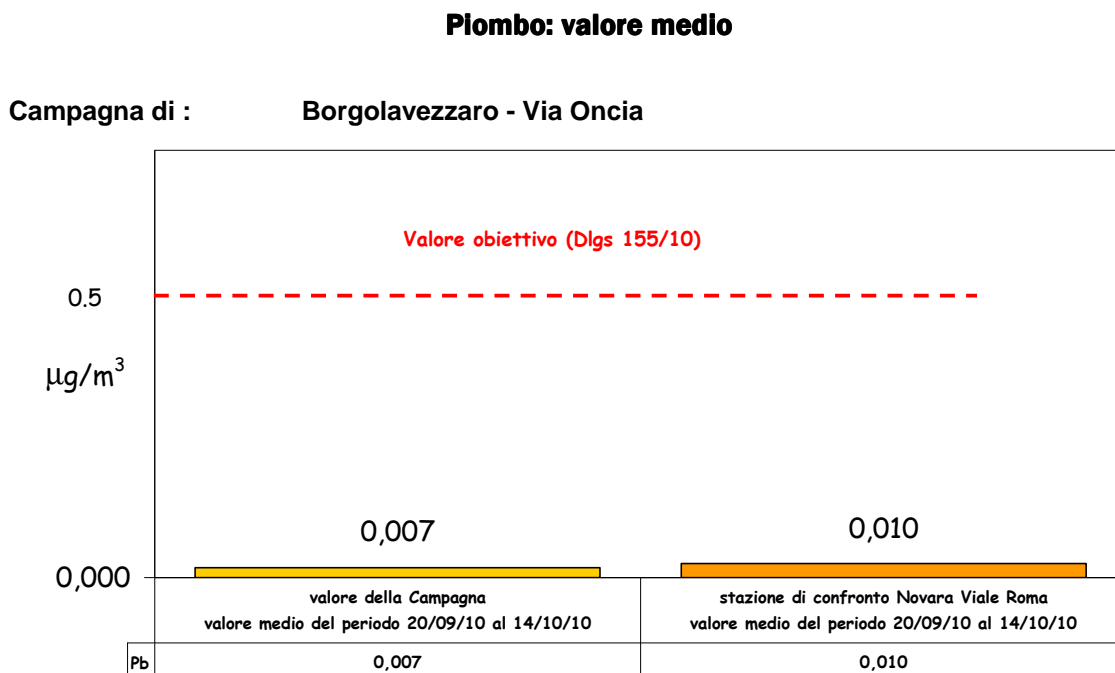 Piombo: valore medio
Campagna di : Borgolavezzaro - Via Oncia
Valore obiettivo (Dlgs 155/10)
0.5
µg/m³
0,007
0,010
0,000
valore della Campagna
valore medio del periodo 20/09/10 al 14/10/10
stazione di confronto Novara Viale Roma
valore medio del periodo 20/09/10 al 14/10/10
Pb 0,007 0,010